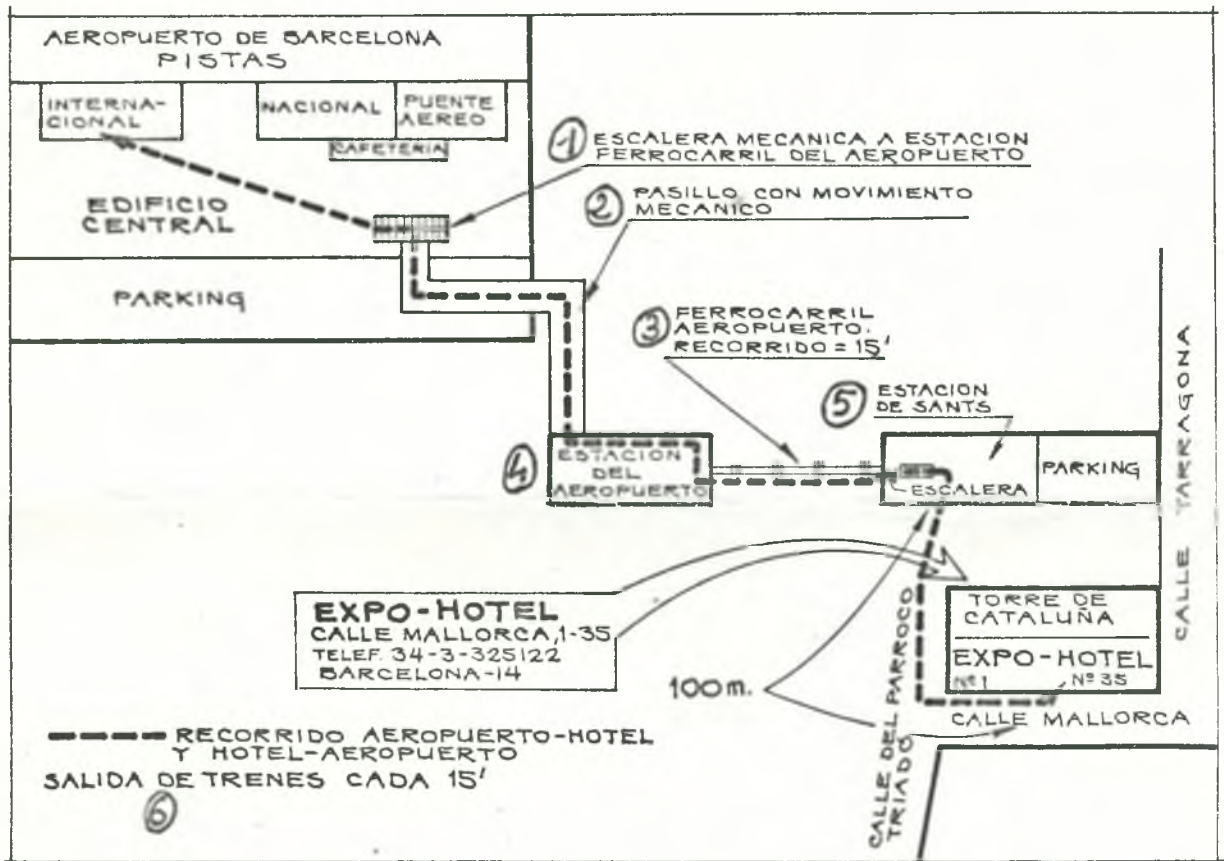 AEROPUERTO DE BARCELONA
PISTAS
INTERNA-
CIONAL
NACIONAL
PUENTE
AEREO
CAFETERIA
EDIFICIO
CENTRAL
PARKING
1
ESCALERA MECANICA A ESTACION
FERROCARRIL DEL AEROPUERTO
2
PASILLO CON MOVIMIENTO
MECANICO
3
FERROCARRIL
AEROPUERTO.
RECORRIDO = 15'
4
ESTACION
DEL
AEROPUERTO
5
ESTACION
DE SANTS
ESCALERA
PARKING
CALLE TARRAGONA
EXPO-HOTEL
CALLE MALLORCA, 1-35
TELEF. 34-3-325122
BARCELONA-14
100 m.
CALLE DEL PARROCO
TRIADO
TORRE DE
CATALUÑA
EXPO-HOTEL
Nº 1 Nº 35
CALLE MALLORCA
RECORRIDO AEROPUERTO-HOTEL
Y HOTEL-AEROPUERTO
SALIDA DE TRENES CADA 15'
6